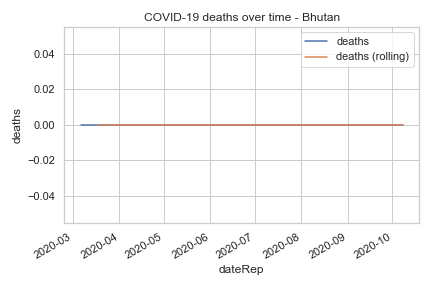 COVID-19 deaths over time - Bhutan
deaths
deaths (rolling)
0.04
0.02
0.00
−0.02
−0.04
deaths
2020-03
2020-04
2020-05
2020-06
2020-07
2020-08
2020-09
2020-10
dateRep